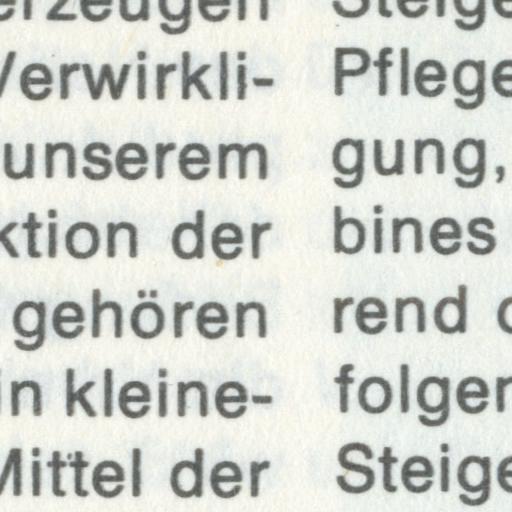 erzeugen
Verwirkli-
unserem
ktion der
gehören
in kleine-
Mittel der
Steige
Pflege
gung,
bines
rend
folger
Steige